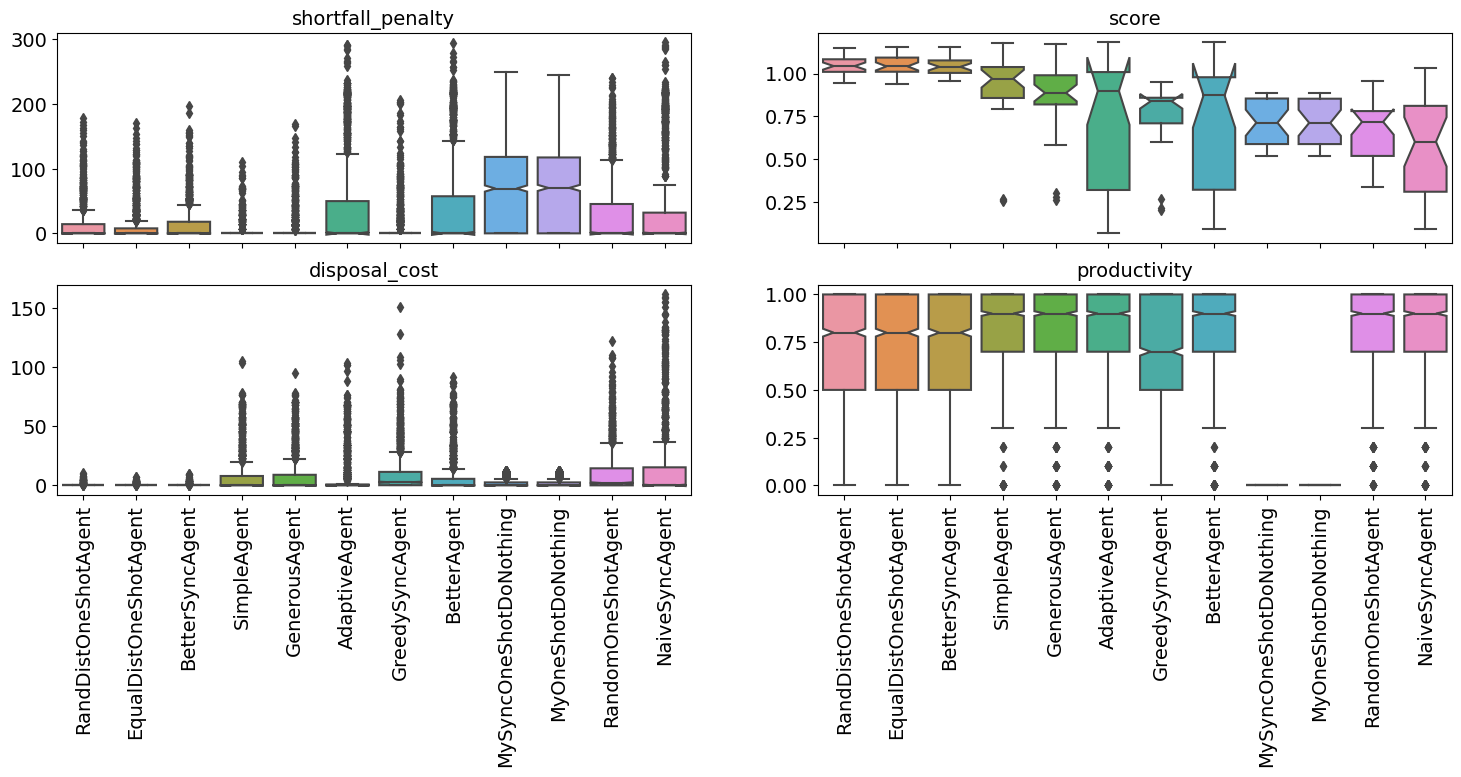 shortfall_penalty
300
200
100
0
score
1.00
0.75
0.50
0.25
disposal_cost
150
100
50
0
productivity
1.00
0.75
0.50
0.25
0.00
RandDistOneShotAgent
EqualDistOneShotAgent
BetterSyncAgent
SimpleAgent
GenerousAgent
AdaptiveAgent
GreedySyncAgent
BetterAgent
MySyncOneShotDoNothing
MyOneShotDoNothing
RandomOneShotAgent
NaiveSyncAgent
RandDistOneShotAgent
EqualDistOneShotAgent
BetterSyncAgent
SimpleAgent
GenerousAgent
AdaptiveAgent
GreedySyncAgent
BetterAgent
MySyncOneShotDoNothing
MyOneShotDoNothing
RandomOneShotAgent
NaiveSyncAgent